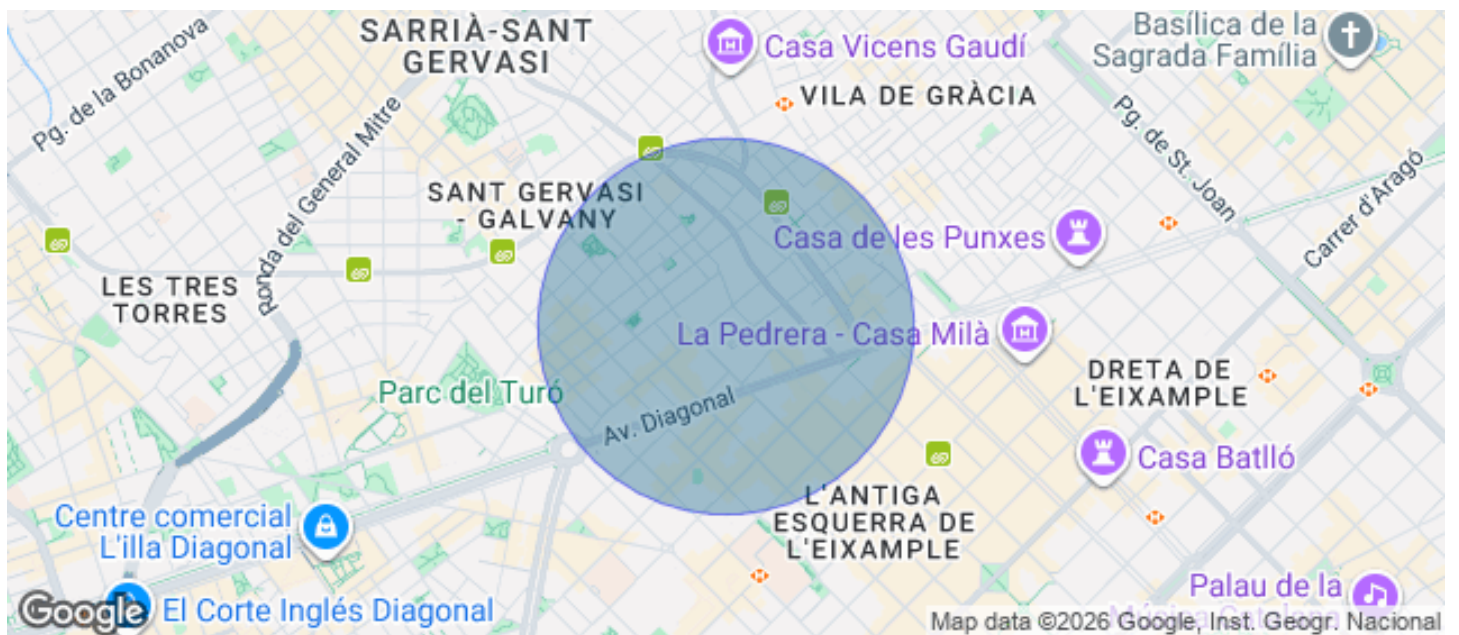 SARRIÀ-SANT
GERVASI
Casa Vicens Gaudí
Basílica de la
Sagrada Família
Pg. de la Bonanova
VILA DE GRÀCIA
Ronda del General Mitre
Pg. de St. Joan
SANT GERVASI
- GALVANY
Carrer d'Aragó
Casa de les Punxes
LES TRES
TORRES
La Pedrera - Casa Milà
DRETA DE
L'EIXAMPLE
Parc del Turó
Av. Diagonal
Casa Batlló
L'ANTIGA
ESQUERRA DE
L'EIXAMPLE
Centre comercial
L'illa Diagonal
Palau de la
Música Catalana
El Corte Inglés Diagonal
Google
Map data ©2026 Google, Inst. Geogr. Nacional